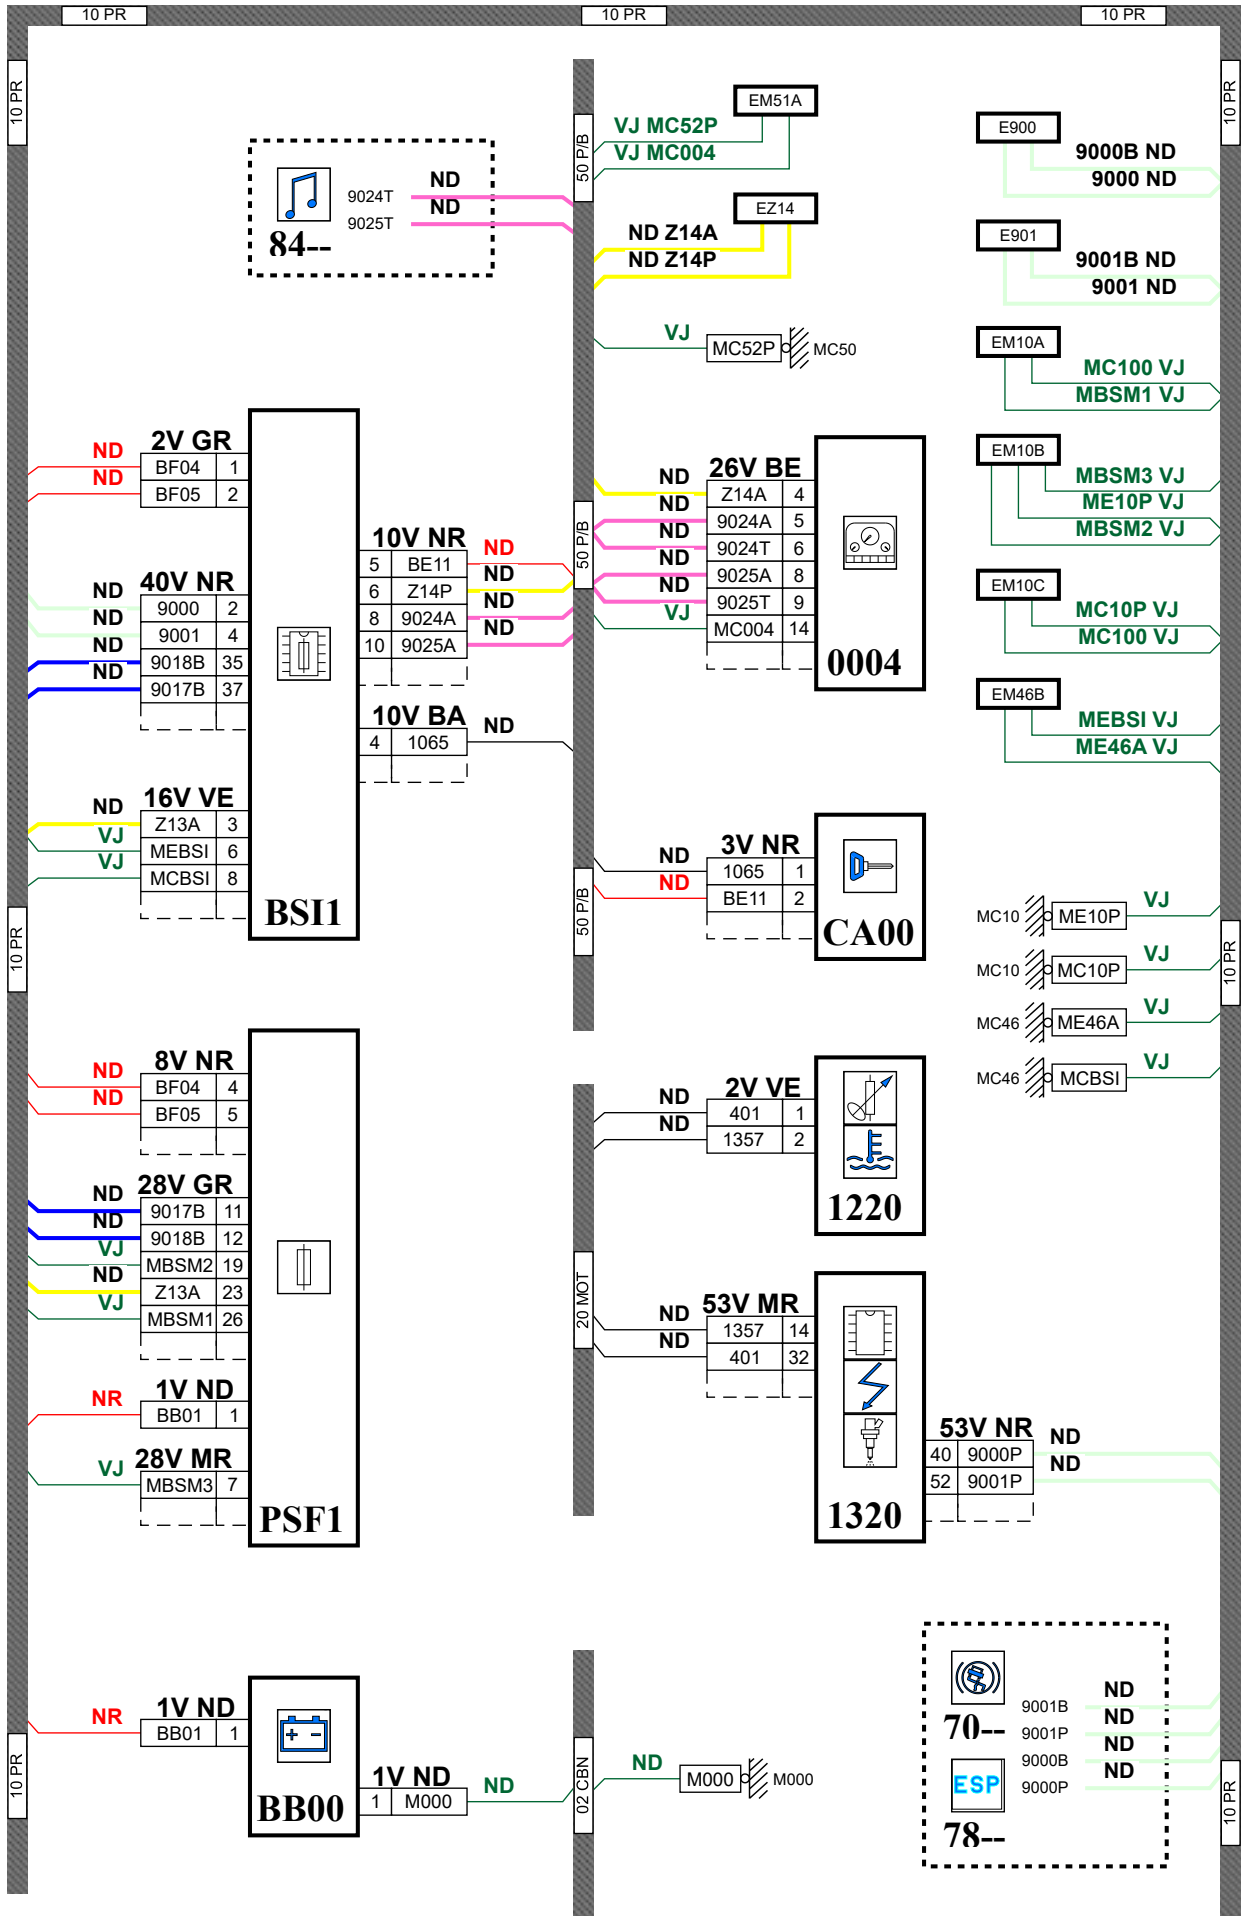 10 PR
10 PR
10 PR
10 PR
10 PR
50 P/B
EM51A
VJ MC52P
VJ MC004
E900
9000B ND
9000 ND
9024T ND
9025T ND
84--
EZ14
ND Z14A
ND Z14P
E901
9001B ND
9001 ND
VJ
MC52P
MC50
EM10A
MC100 VJ
MBSM1 VJ
2V GR
ND BF04 1
ND BF05 2
10V NR
5 BE11 ND
6 Z14P ND
8 9024A ND
10 9025A ND
50 P/B
26V BE
ND Z14A 4
ND 9024A 5
ND 9024T 6
ND 9025A 8
ND 9025T 9
VJ MC004 14
0004
EM10B
MBSM3 VJ
ME10P VJ
MBSM2 VJ
40V NR
ND 9000 2
ND 9001 4
ND 9018B 35
ND 9017B 37
EM10C
MC10P VJ
MC100 VJ
10V BA
4 1065 ND
EM46B
MEBSI VJ
ME46A VJ
16V VE
ND Z13A 3
VJ MEBSI 6
VJ MCBSI 8
BSI1
10 PR
50 P/B
3V NR
ND 1065 1
ND BE11 2
CA00
MC10 ME10P VJ
MC10 MC10P VJ
MC46 ME46A VJ
MC46 MCBSI VJ
10 PR
8V NR
ND BF04 4
ND BF05 5
2V VE
ND 401 1
ND 1357 2
1220
28V GR
ND 9017B 11
ND 9018B 12
VJ MBSM2 19
ND Z13A 23
VJ MBSM1 26
20 MOT
53V MR
ND 1357 14
ND 401 32
1V ND
NR BB01 1
28V MR
VJ MBSM3 7
PSF1
53V NR
40 9000P ND
52 9001P ND
1320
1V ND
NR BB01 1
1V ND
1 M000 ND
BB00
10 PR
02 CBN
ND
M000
M000
70--
9001B ND
9001P ND
9000B ND
9000P ND
ESP
78--
10 PR